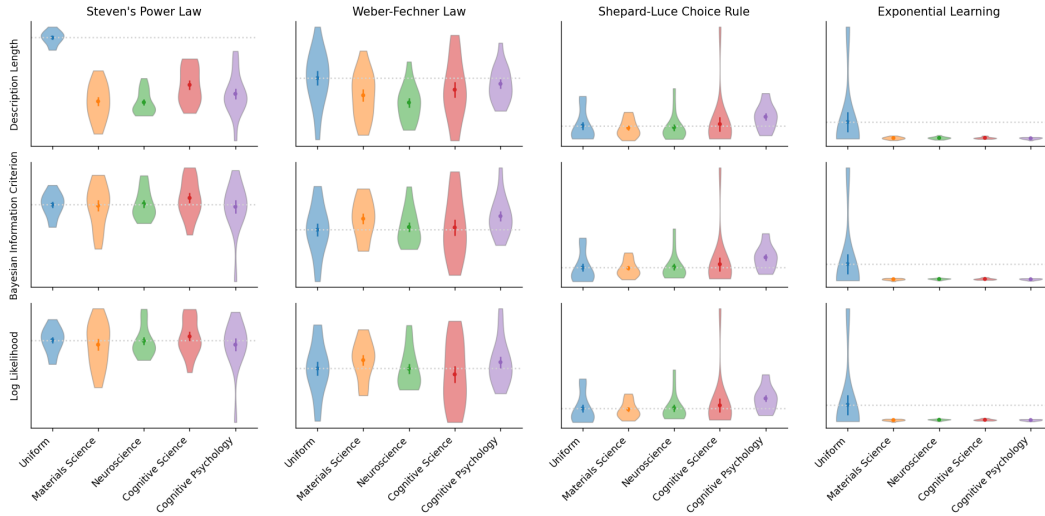 Steven's Power Law
Weber-Fechner Law
Shepard-Luce Choice Rule
Exponential Learning
Description Length
Bayesian Information Criterion
Log Likelihood
Uniform
Materials Science
Neuroscience
Cognitive Science
Cognitive Psychology
Uniform
Materials Science
Neuroscience
Cognitive Science
Cognitive Psychology
Uniform
Materials Science
Neuroscience
Cognitive Science
Cognitive Psychology
Uniform
Materials Science
Neuroscience
Cognitive Science
Cognitive Psychology